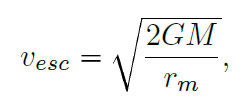 v_{esc} = \sqrt{\frac{2GM}{r_m}},